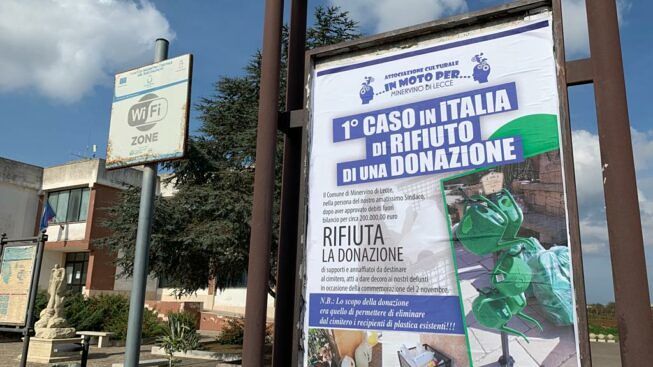 WiFi
ZONE
ASSOCIAZIONE CULTURALE
...IN MOTO PER...
MINERVINO DI LECCE
1° CASO IN ITALIA
DI RIFIUTO
DI UNA DONAZIONE
Il Comune di Minervino di Lecce,
nella persona del nostro amatissimo Sindaco,
dopo aver approvato debiti fuori
bilancio per circa 200.000,00 euro
RIFIUTA
LA DONAZIONE
di supporti e annaffiatoi da destinare
al cimitero, atti a dare decoro ai nostri defunti
in occasione della commemorazione del 2 novembre.
N.B.: Lo scopo della donazione
era quello di permettere di eliminare
dal cimitero i recipienti di plastica esistenti!!!